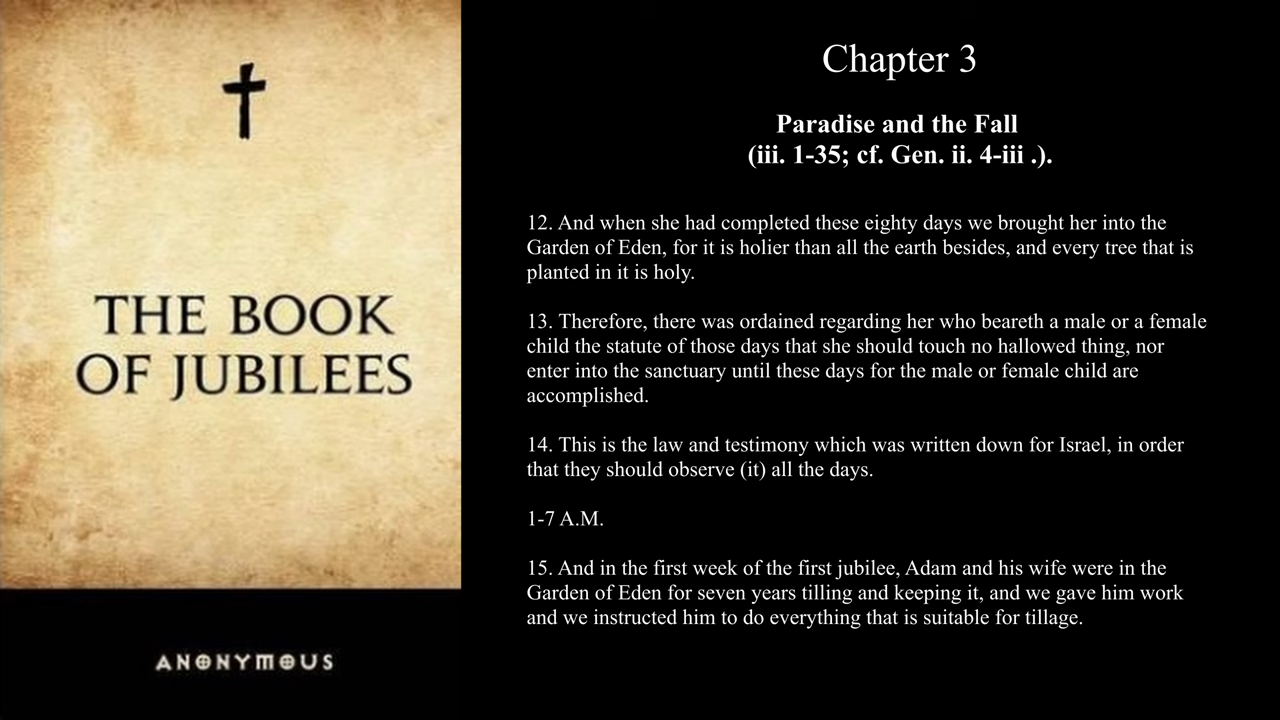 THE BOOK
OF JUBILEES
ANONYMOUS
Chapter 3
Paradise and the Fall
(iii. 1-35; cf. Gen. ii. 4-iii .).
12. And when she had completed these eighty days we brought her into the
Garden of Eden, for it is holier than all the earth besides, and every tree that is
planted in it is holy.
13. Therefore, there was ordained regarding her who beareth a male or a female
child the statute of those days that she should touch no hallowed thing, nor
enter into the sanctuary until these days for the male or female child are
accomplished.
14. This is the law and testimony which was written down for Israel, in order
that they should observe (it) all the days.
1-7 A.M.
15. And in the first week of the first jubilee, Adam and his wife were in the
Garden of Eden for seven years tilling and keeping it, and we gave him work
and we instructed him to do everything that is suitable for tillage.